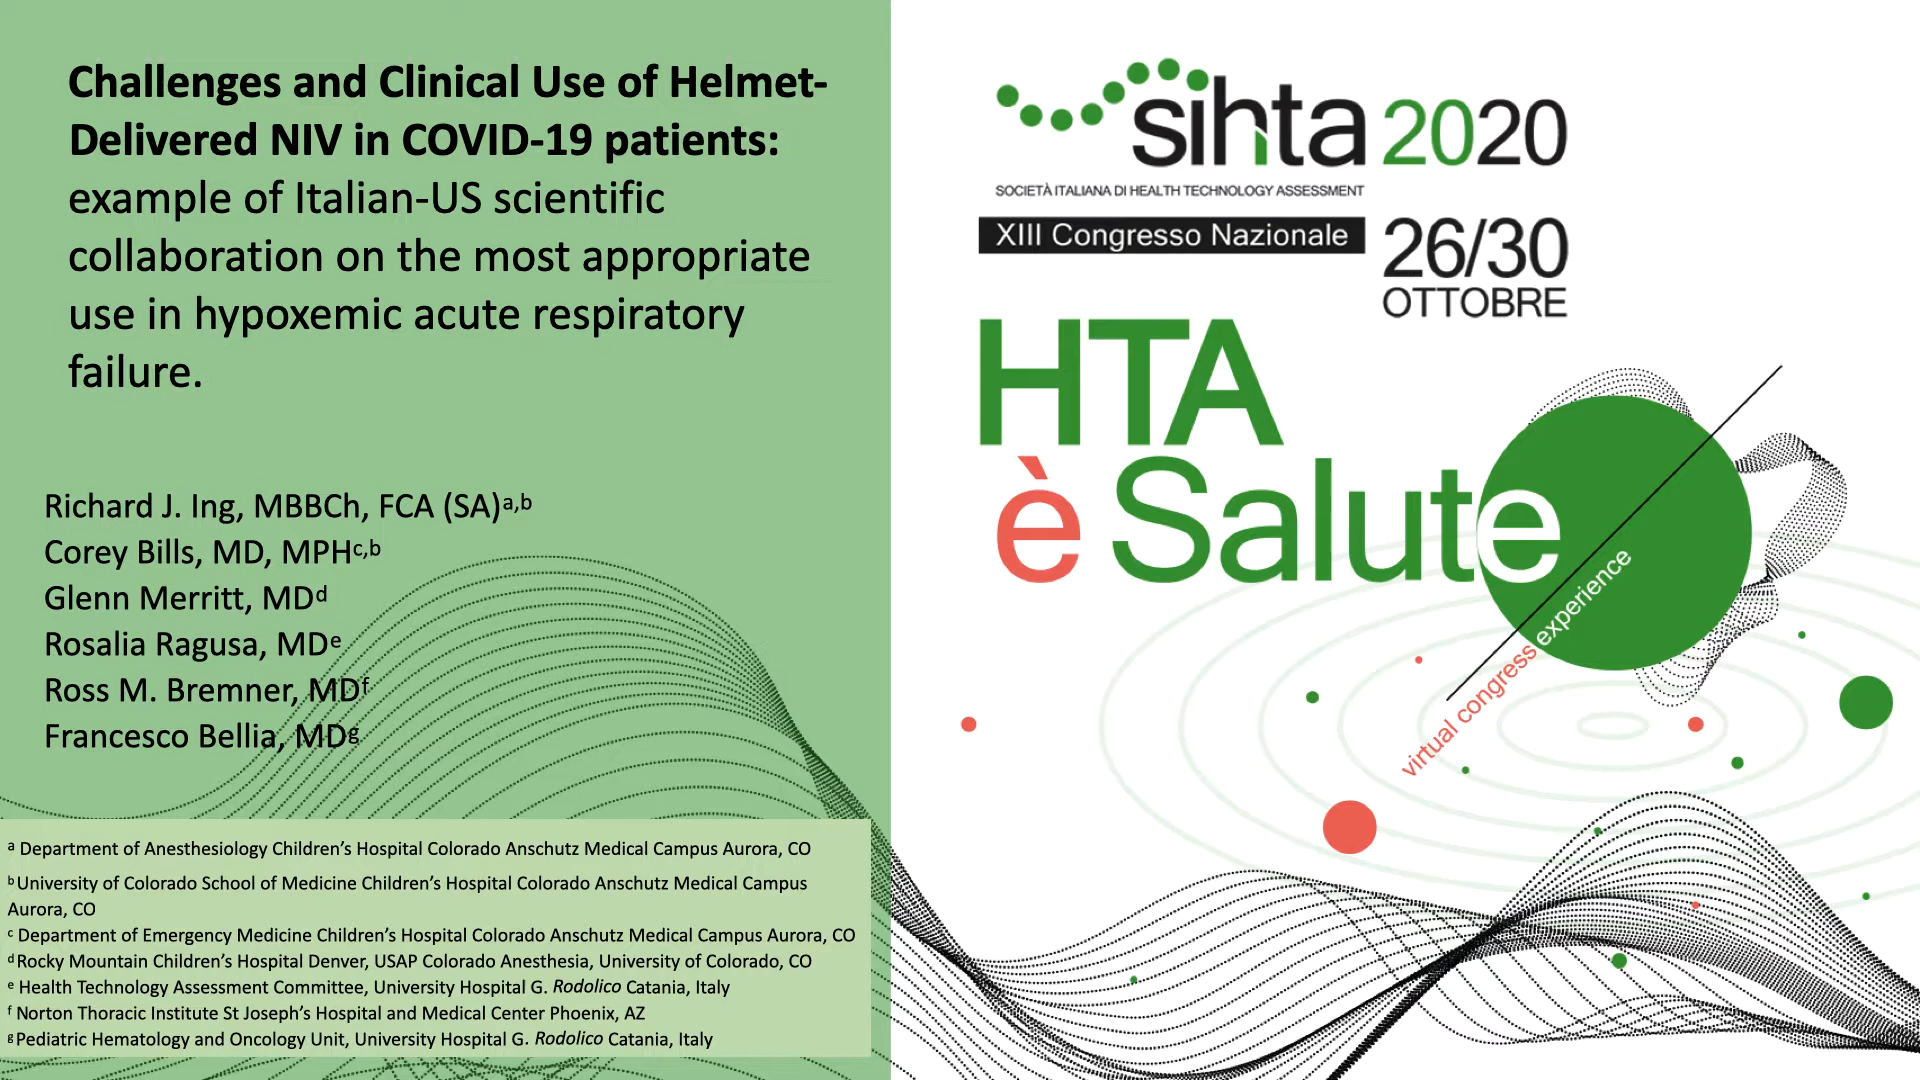 Challenges and Clinical Use of Helmet-
Delivered NIV in COVID-19 patients:
example of Italian-US scientific
collaboration on the most appropriate
use in hypoxemic acute respiratory
failure.
Richard J. Ing, MBBCh, FCA (SA)a,b
Corey Bills, MD, MPHc,b
Glenn Merritt, MDd
Rosalia Ragusa, MDe
Ross M. Bremner, MDf
Francesco Bellia, MDg
a Department of Anesthesiology Children’s Hospital Colorado Anschutz Medical Campus Aurora, CO
b University of Colorado School of Medicine Children’s Hospital Colorado Anschutz Medical Campus
Aurora, CO
c Department of Emergency Medicine Children’s Hospital Colorado Anschutz Medical Campus Aurora, CO
d Rocky Mountain Children’s Hospital Denver, USAP Colorado Anesthesia, University of Colorado, CO
e Health Technology Assessment Committee, University Hospital G. Rodolico Catania, Italy
f Norton Thoracic Institute St Joseph’s Hospital and Medical Center Phoenix, AZ
g Pediatric Hematology and Oncology Unit, University Hospital G. Rodolico Catania, Italy
sihta 2020
SOCIETÀ ITALIANA DI HEALTH TECHNOLOGY ASSESSMENT
XIII Congresso Nazionale
26/30
OTTOBRE
HTA
è Salute
virtual congress experience